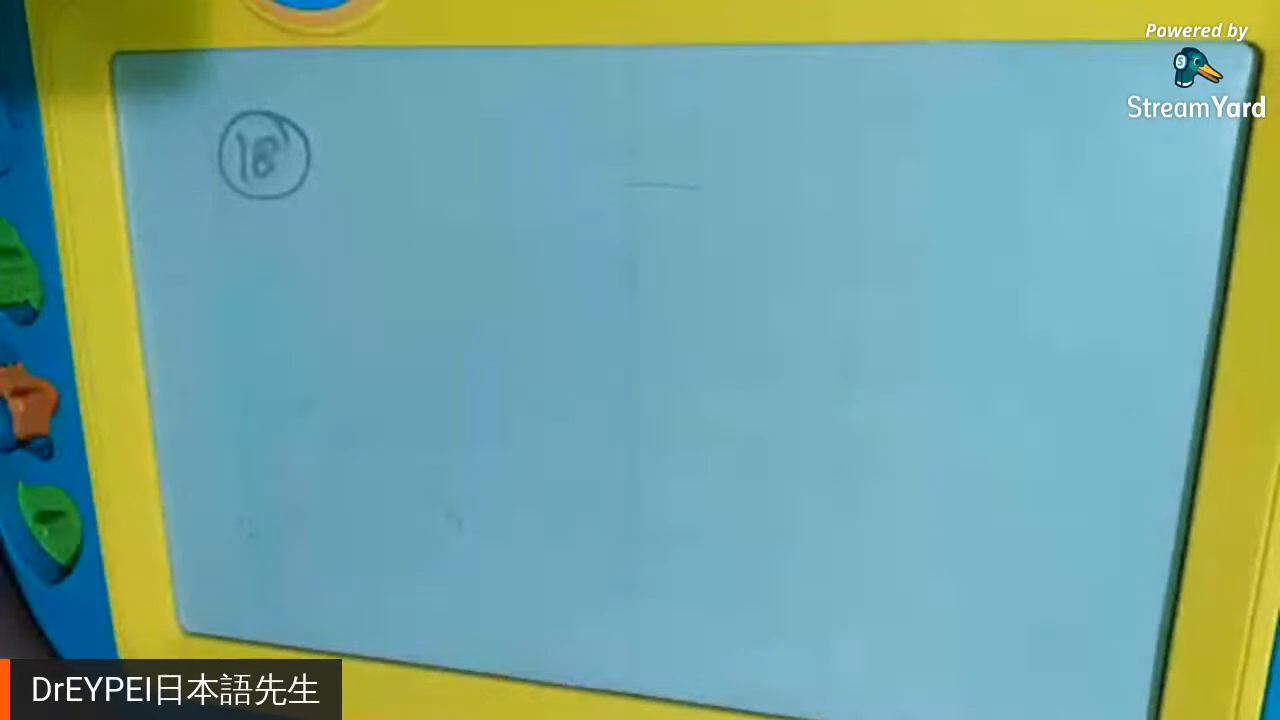 Powered by
StreamYard
18
DrEYPEI日本語先生